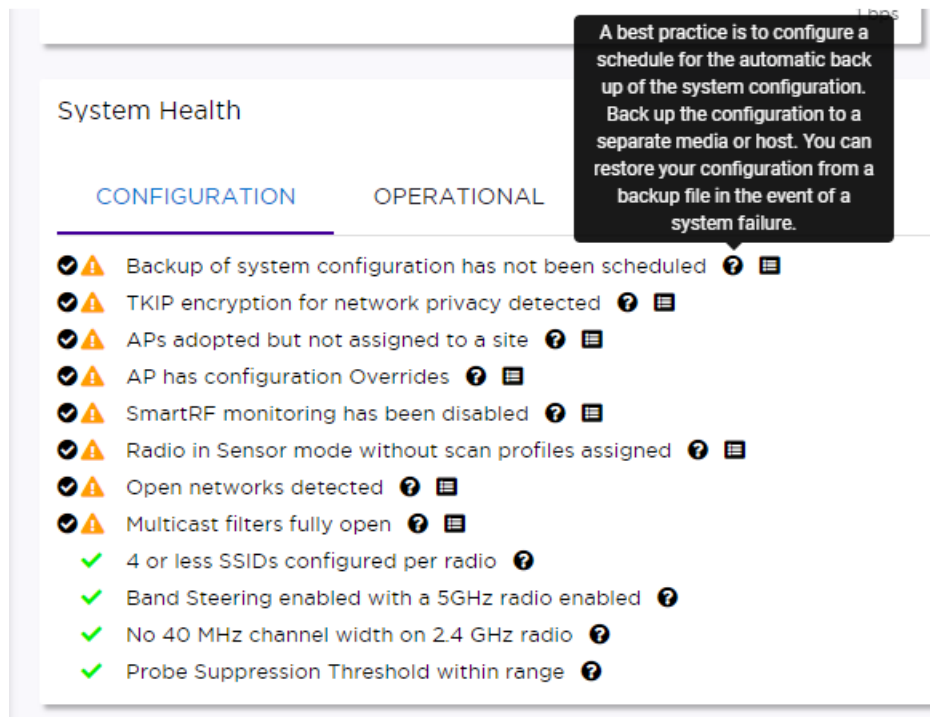 A best practice is to configure a
schedule for the automatic back
up of the system configuration.
Back up the configuration to a
separate media or host. You can
restore your configuration from a
backup file in the event of a
system failure.
System Health
CONFIGURATION OPERATIONAL
Backup of system configuration has not been scheduled
TKIP encryption for network privacy detected
APs adopted but not assigned to a site
AP has configuration Overrides
SmartRF monitoring has been disabled
Radio in Sensor mode without scan profiles assigned
Open networks detected
Multicast filters fully open
4 or less SSIDs configured per radio
Band Steering enabled with a 5GHz radio enabled
No 40 MHz channel width on 2.4 GHz radio
Probe Suppression Threshold within range